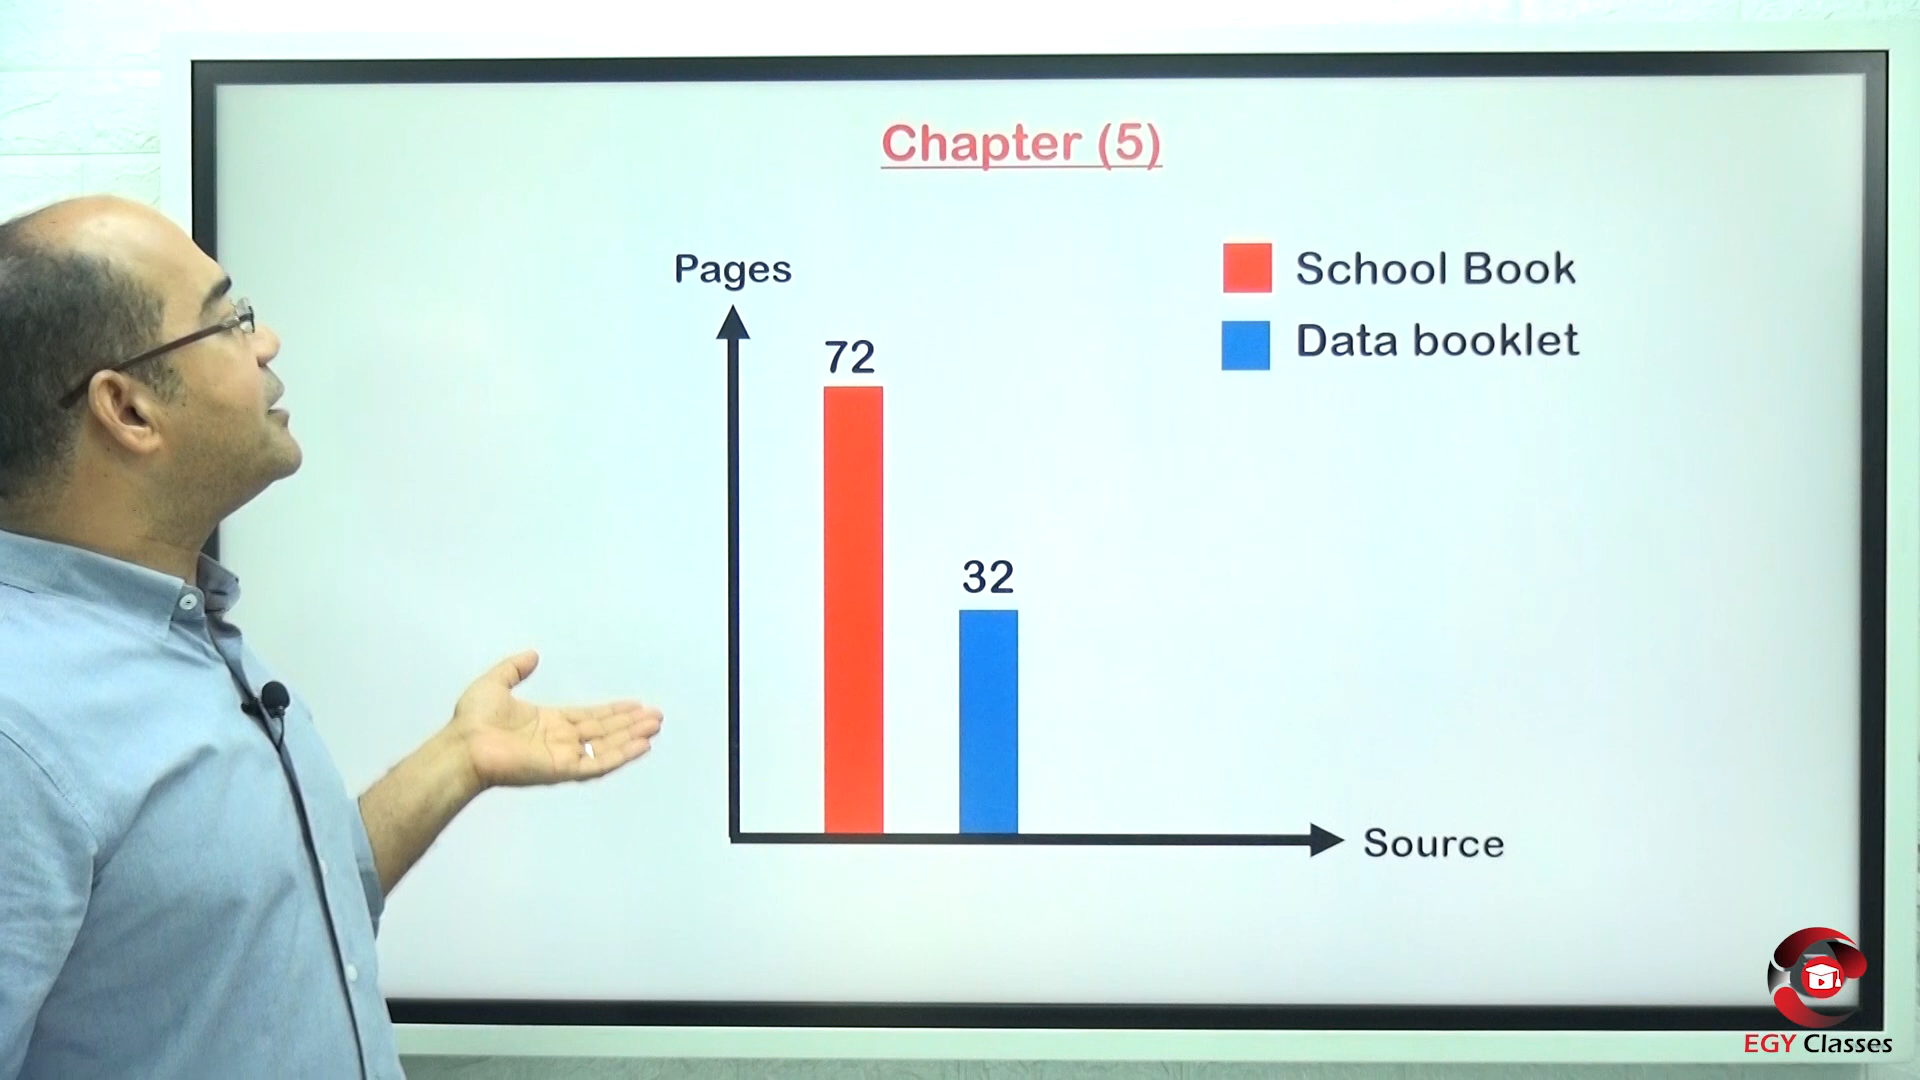 Chapter (5)
Pages
School Book
Data booklet
72
32
Source
EGY Classes